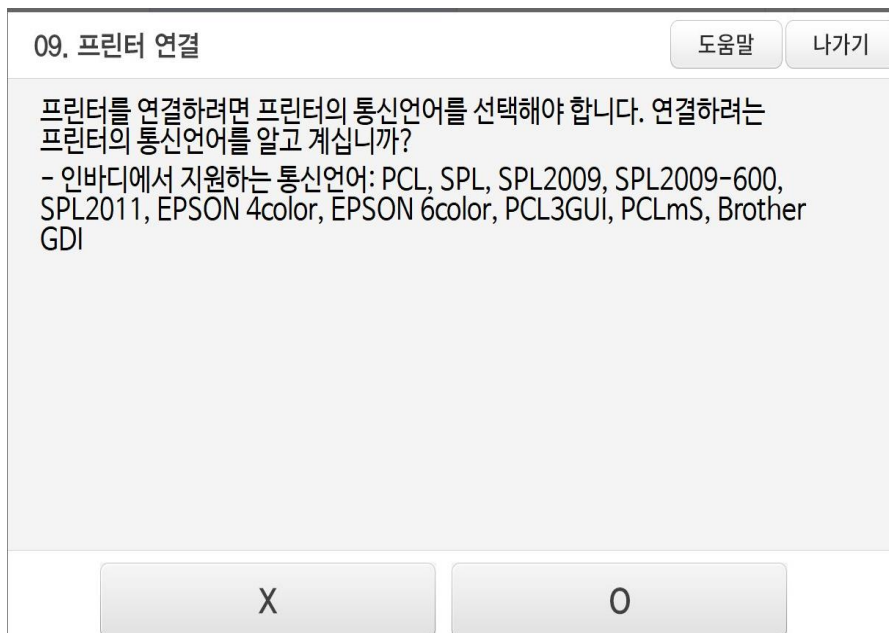 09. 프린터 연결
도움말
나가기
프린터를 연결하려면 프린터의 통신언어를 선택해야 합니다. 연결하려는
프린터의 통신언어를 알고 계십니까?
- 인바디에서 지원하는 통신언어: PCL, SPL, SPL2009, SPL2009-600,
SPL2011, EPSON 4color, EPSON 6color, PCL3GUI, PCLmS, Brother
GDI
X
O